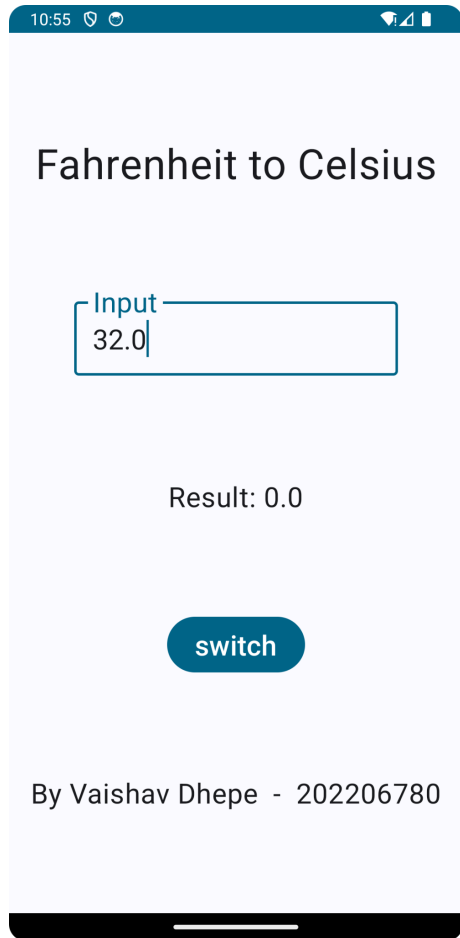 10:55
Fahrenheit to Celsius
Input
32.0
Result: 0.0
switch
By Vaishav Dhepe - 202206780